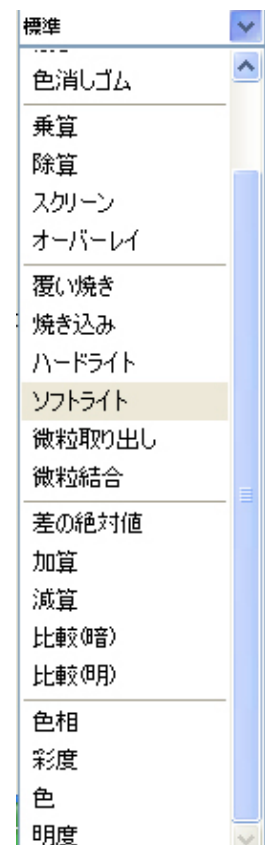 標準
色消しゴム
乗算
除算
スクリーン
オーバーレイ
覆い焼き
焼き込み
ハードライト
ソフトライト
微粒取り出し
微粒結合
差の絶対値
加算
減算
比較(暗)
比較(明)
色相
彩度
色
明度